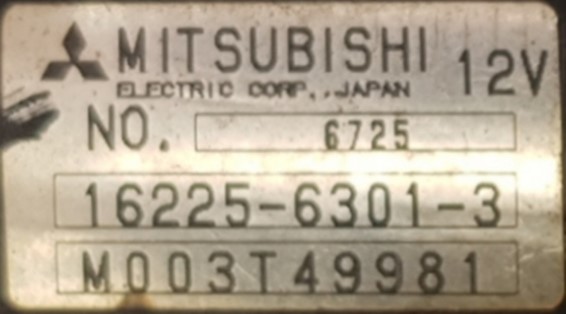 MITSUBISHI 12V
ELECTRIC CORP., JAPAN
NO. 6725
16225-6301-3
M003T49981